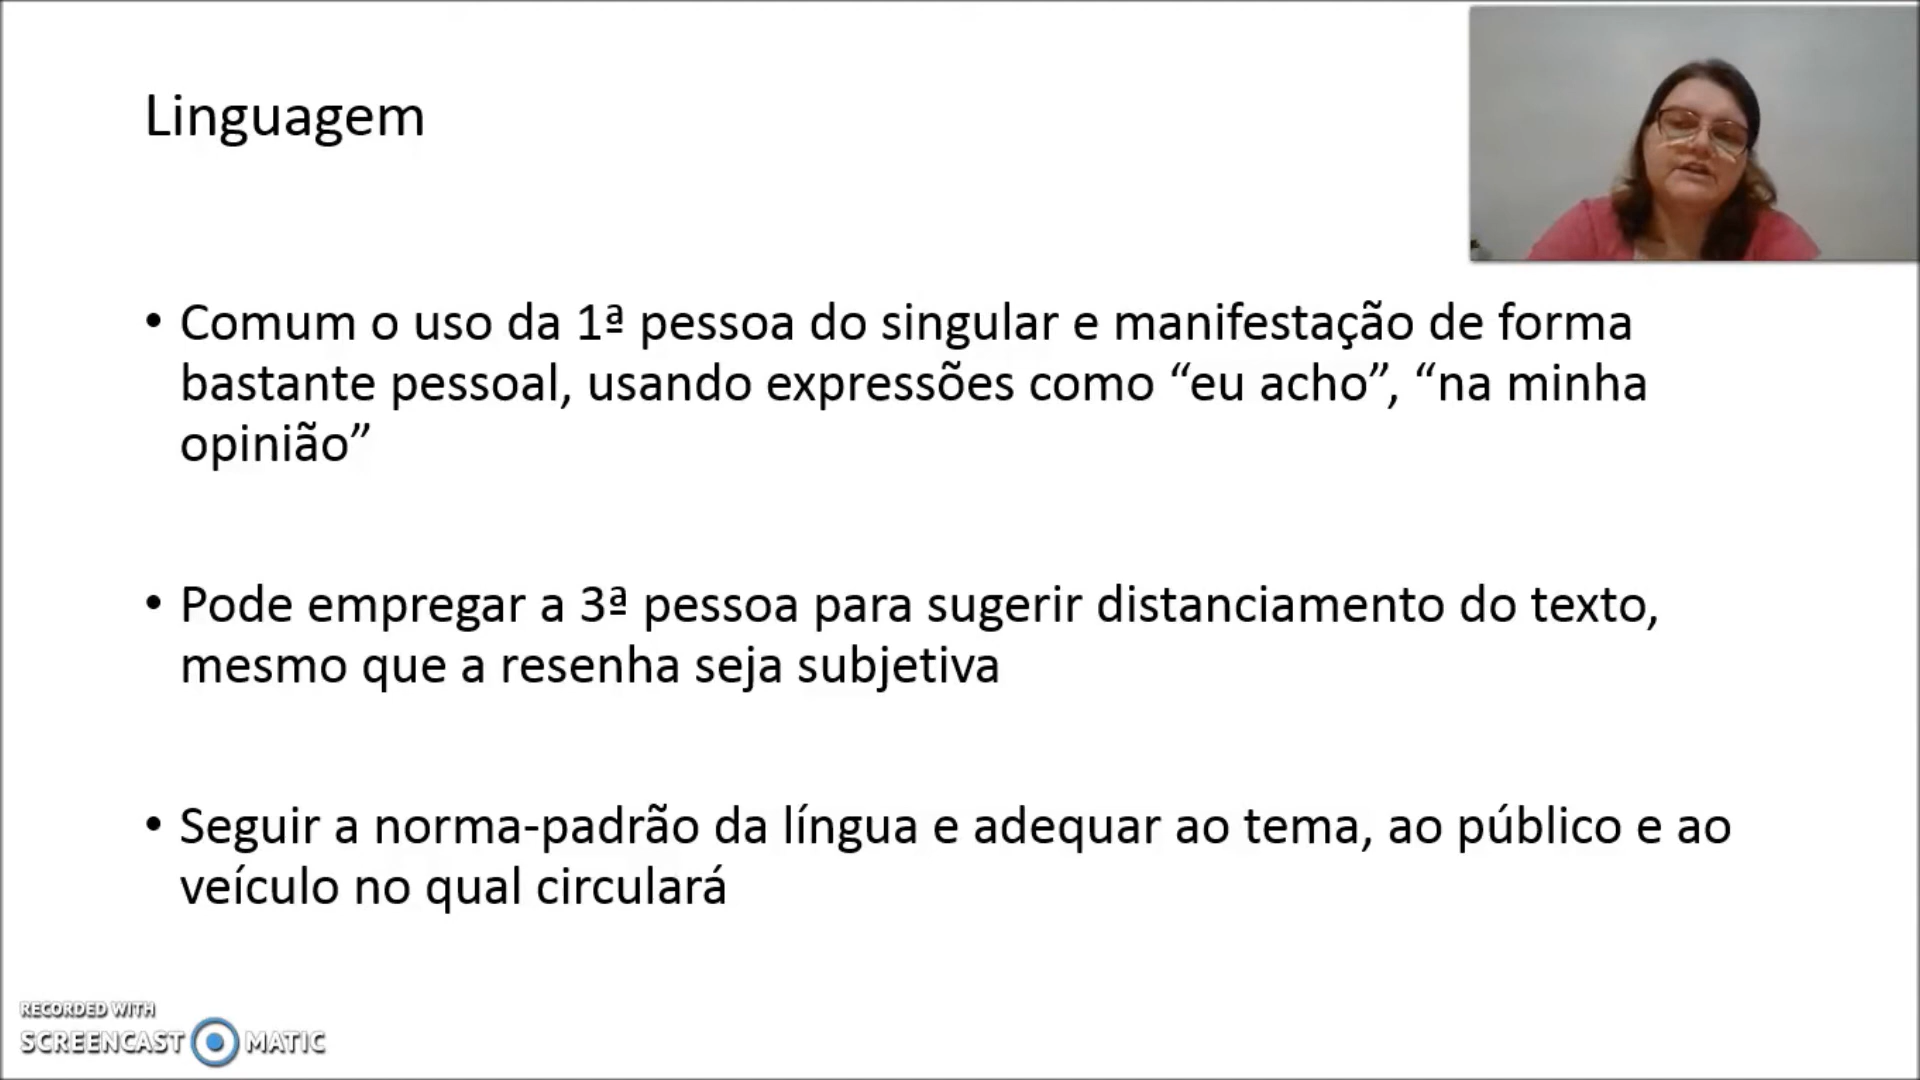 Linguagem
• Comum o uso da 1ª pessoa do singular e manifestação de forma
bastante pessoal, usando expressões como “eu acho”, “na minha
opinião”
• Pode empregar a 3ª pessoa para sugerir distanciamento do texto,
mesmo que a resenha seja subjetiva
• Seguir a norma-padrão da língua e adequar ao tema, ao público e ao
veículo no qual circulará
RECORDED WITH
SCREENCAST MATIC